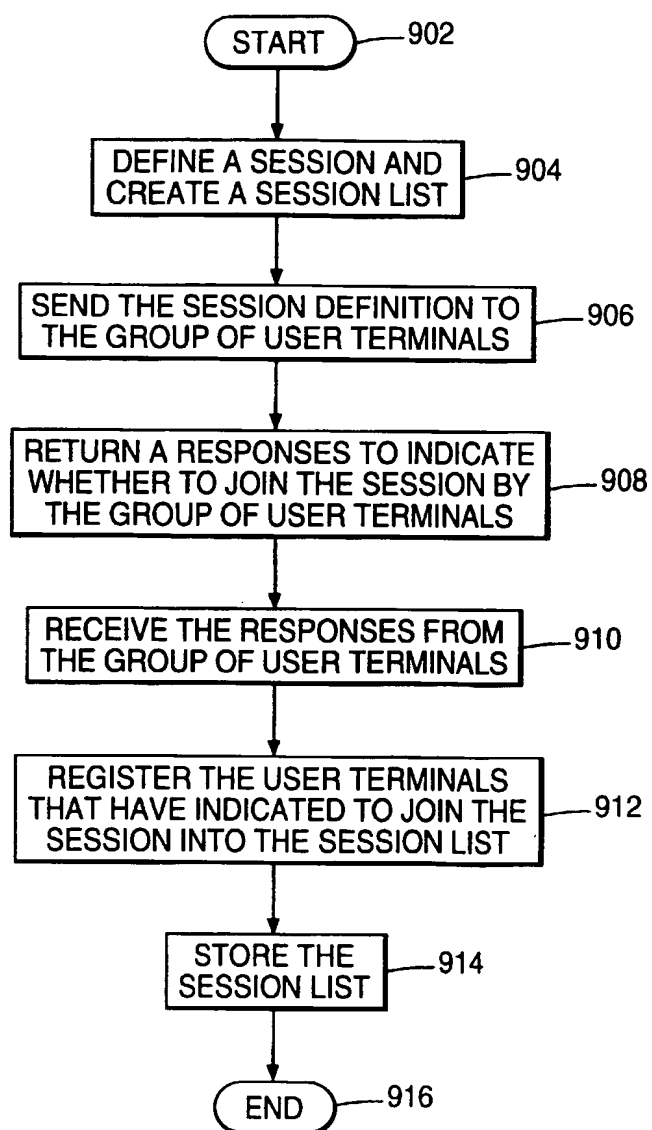 START
902
DEFINE A SESSION AND
CREATE A SESSION LIST
904
SEND THE SESSION DEFINITION TO
THE GROUP OF USER TERMINALS
906
RETURN A RESPONSES TO INDICATE
WHETHER TO JOIN THE SESSION BY
THE GROUP OF USER TERMINALS
908
RECEIVE THE RESPONSES FROM
THE GROUP OF USER TERMINALS
910
REGISTER THE USER TERMINALS
THAT HAVE INDICATED TO JOIN THE
SESSION INTO THE SESSION LIST
912
STORE THE
SESSION LIST
914
END
916